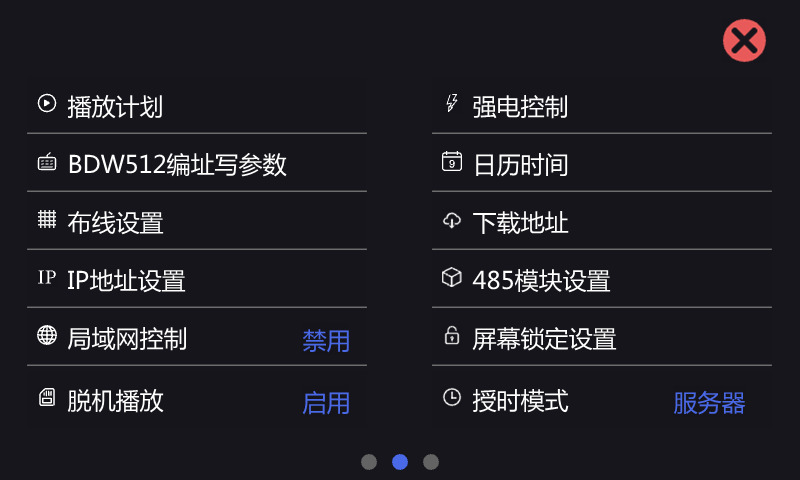 播放计划
强电控制
BDW512编址写参数
9 日历时间
布线设置
下载地址
IP IP地址设置
485模块设置
局域网控制 禁用
屏幕锁定设置
脱机播放 启用
授时模式 服务器